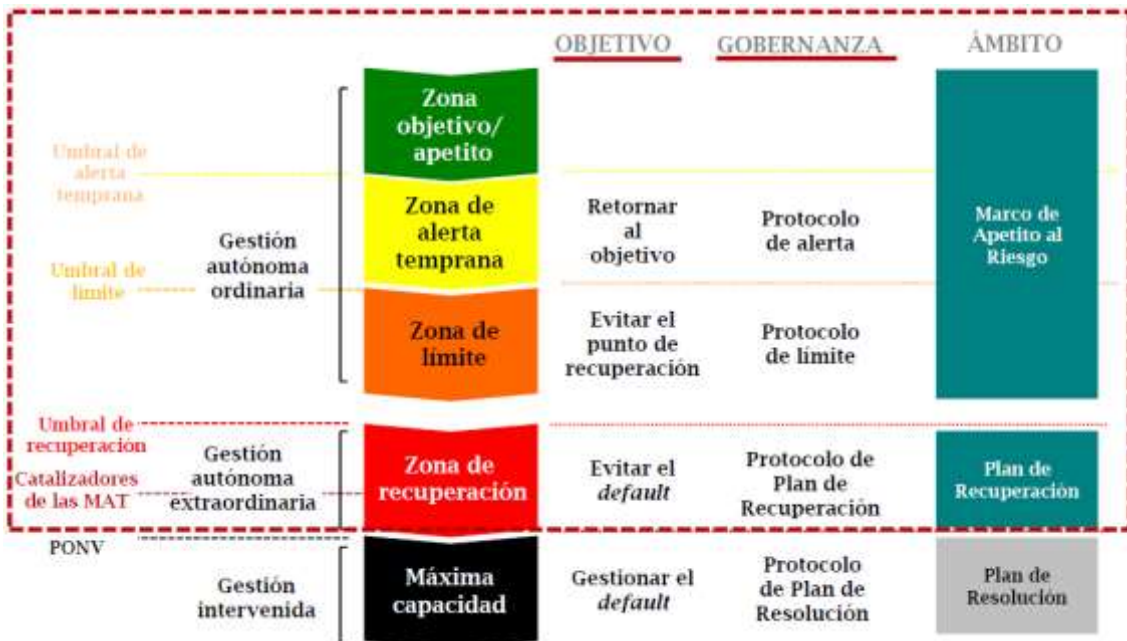 OBJETIVO
GOBERNANZA
ÁMBITO
Zona
objetivo/
apetito
Umbral de
alerta
temprana
Zona de
alerta
temprana
Retornar
al
objetivo
Protocolo
de alerta
Marco de
Apetito al
Riesgo
Gestión
autónoma
ordinaria
Umbral de
límite
Zona de
límite
Evitar el
punto de
recuperación
Protocolo
de límite
Umbral de
recuperación
Catalizadores
de las MAT
Gestión
autónoma
extraordinaria
Zona de
recuperación
Evitar el
default
Protocolo de
Plan de
Recuperación
Plan de
Recuperación
PONV
Gestión
intervenida
Máxima
capacidad
Gestionar el
default
Protocolo
de Plan de
Resolución
Plan de
Resolución